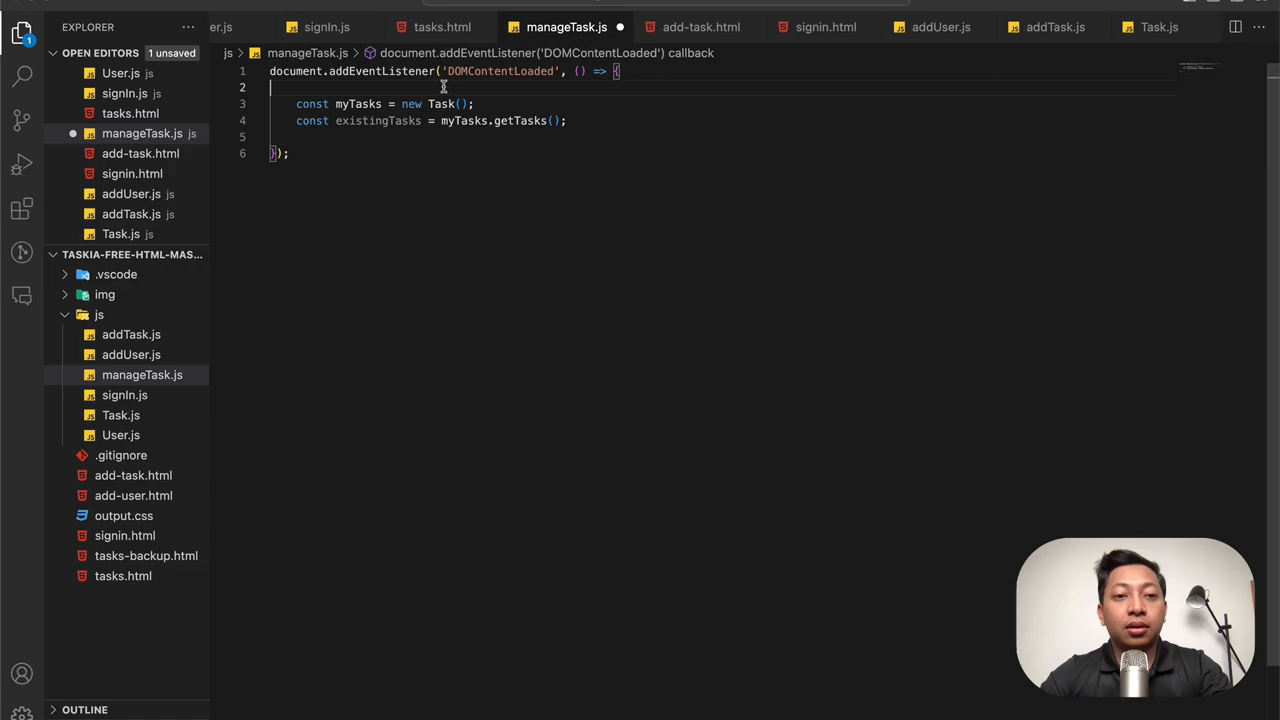 er.js
signIn.js
tasks.html
manageTask.js
add-task.html
signin.html
addUser.js
addTask.js
Task.js
EXPLORER
OPEN EDITORS 1 unsaved
User.js js
signIn.js js
tasks.html
manageTask.js js
add-task.html
signin.html
addUser.js js
addTask.js js
Task.js js
TASKIA-FREE-HTML-MAS...
.vscode
img
js
addTask.js
addUser.js
manageTask.js
signIn.js
Task.js
User.js
.gitignore
add-task.html
add-user.html
output.css
signin.html
tasks-backup.html
tasks.html
OUTLINE
1
js > manageTask.js > document.addEventListener('DOMContentLoaded') callback
1 document.addEventListener('DOMContentLoaded', () => {
2
3 const myTasks = new Task();
4 const existingTasks = myTasks.getTasks();
5
6 });